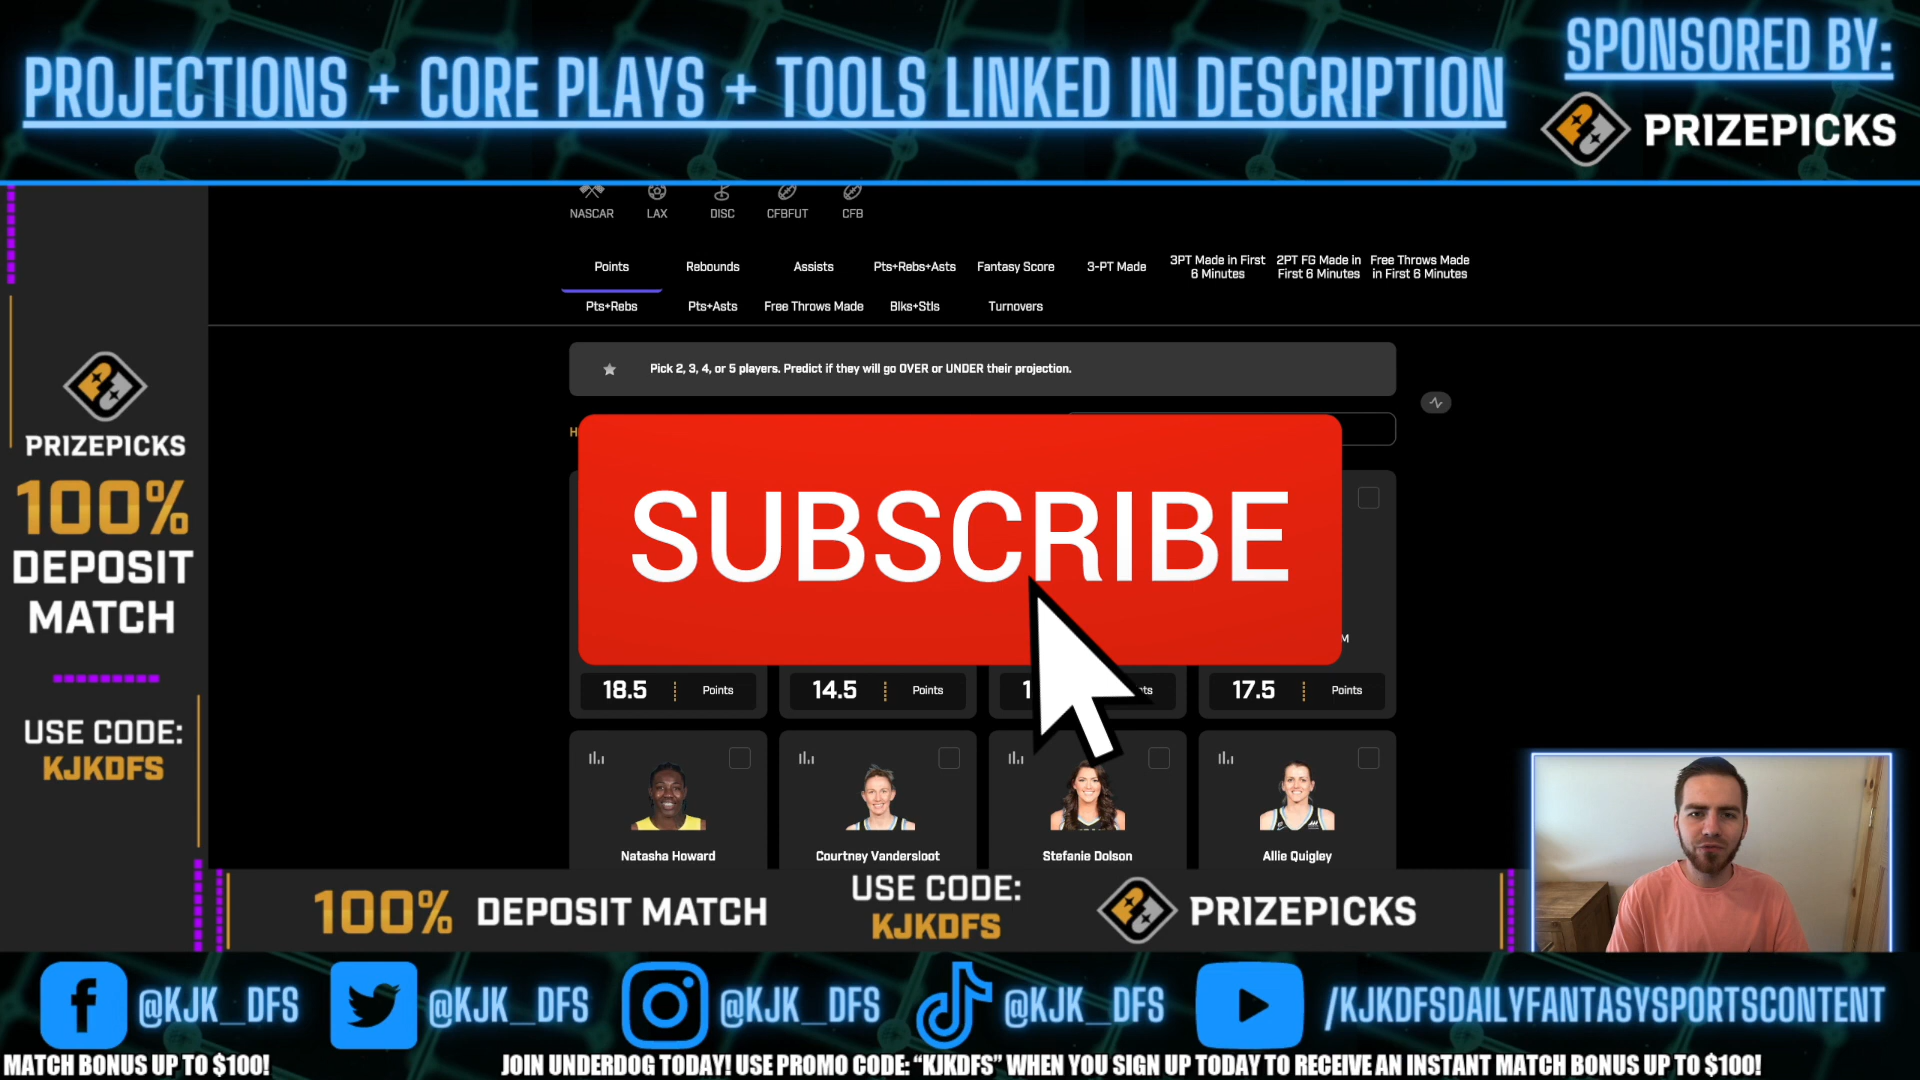 PROJECTIONS + CORE PLAYS + TOOLS LINKED IN DESCRIPTION
SPONSORED BY:
PRIZEPICKS
NASCAR LAX DISC CFBFUT CFB
Points Rebounds Assists Pts+Rebs+Asts Fantasy Score 3-PT Made 3PT Made in First 6 Minutes 2PT FG Made in First 6 Minutes Free Throws Made in First 6 Minutes
Pts+Rebs Pts+Asts Free Throws Made Blks+Stls Turnovers
Pick 2, 3, 4, or 5 players. Predict if they will go OVER or UNDER their projection.
SUBSCRIBE
18.5 Points 14.5 Points 17.5 Points
Natasha Howard Courtney Vandersloot Stefanie Dolson Allie Quigley
PRIZEPICKS
100%
DEPOSIT
MATCH
USE CODE:
KJKDFS
100% DEPOSIT MATCH
USE CODE:
KJKDFS
PRIZEPICKS
@KJK_DFS @KJK_DFS @KJK_DFS @KJK_DFS /KJKDFSDAILYFANTASYSPORTSCONTENT
MATCH BONUS UP TO $100! JOIN UNDERDOG TODAY! USE PROMO CODE: “KJKDFS” WHEN YOU SIGN UP TODAY TO RECEIVE AN INSTANT MATCH BONUS UP TO $100!